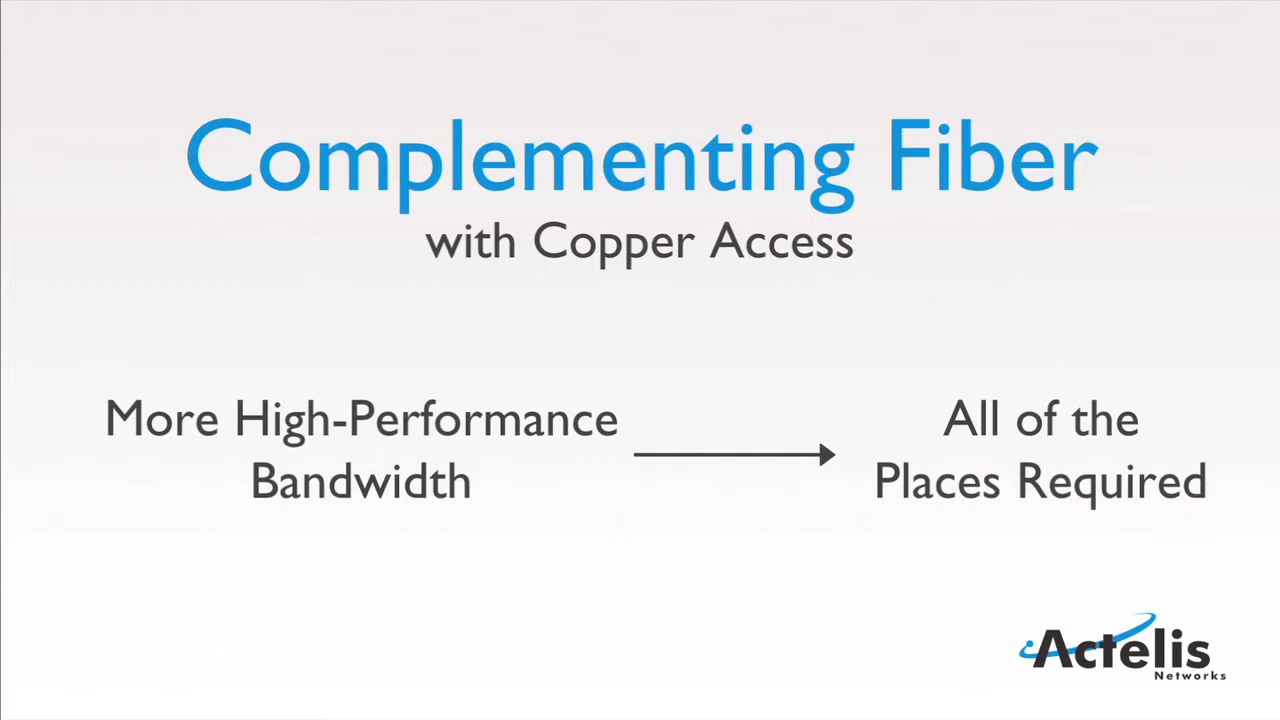 Complementing Fiber
with Copper Access
More High-Performance
Bandwidth
All of the
Places Required
Actelis
Networks